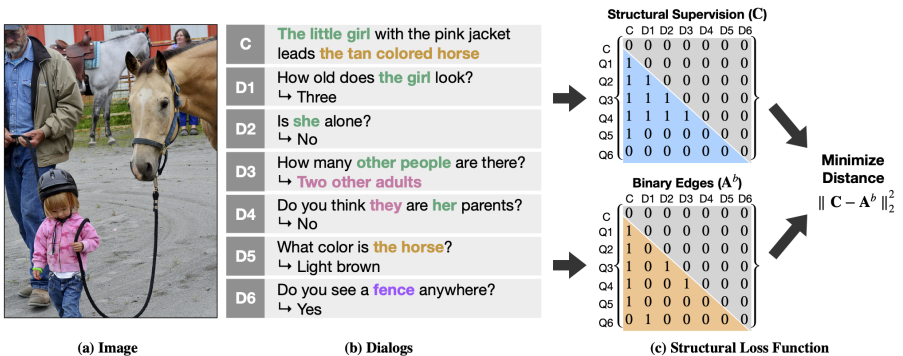 C
The little girl with the pink jacket
leads the tan colored horse
D1
How old does the girl look?
↳ Three
D2
Is she alone?
↳ No
D3
How many other people are there?
↳ Two other adults
D4
Do you think they are her parents?
↳ No
D5
What color is the horse?
↳ Light brown
D6
Do you see a fence anywhere?
↳ Yes
Structural Supervision (C)
C D1 D2 D3 D4 D5 D6
C 0 0 0 0 0 0 0
Q1 1 0 0 0 0 0 0
Q2 1 1 0 0 0 0 0
Q3 1 1 1 0 0 0 0
Q4 1 1 1 1 0 0 0
Q5 1 0 0 0 0 0 0
Q6 0 0 0 0 0 0 0
Binary Edges (Aᵇ)
C D1 D2 D3 D4 D5 D6
C 0 0 0 0 0 0 0
Q1 1 0 0 0 0 0 0
Q2 1 0 0 0 0 0 0
Q3 1 0 1 0 0 0 0
Q4 1 0 0 1 0 0 0
Q5 1 0 0 0 0 0 0
Q6 0 1 0 0 0 0 0
Minimize
Distance
‖ C − Aᵇ ‖₂²
(a) Image
(b) Dialogs
(c) Structural Loss Function